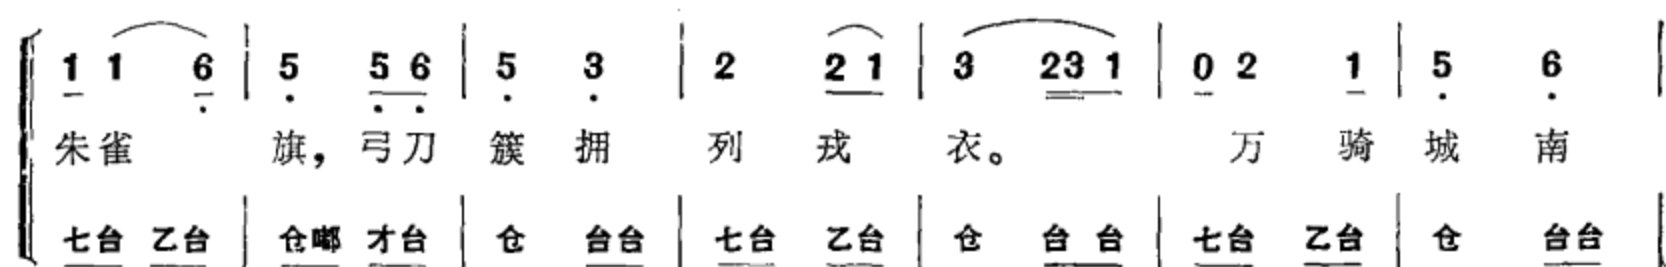 1 1 6 | 5 5 6 | 5 3 | 2 2 1 | 3 23 1 | 0 2 1 | 5 6 |
朱雀 旗，弓刀 簇 拥 列 戎 衣。 万 骑 城 南
七台 乙台 | 仓啷 才台 | 仓 台台 | 七台 乙台 | 仓 台 台 | 七台 乙台 | 仓 台台 |